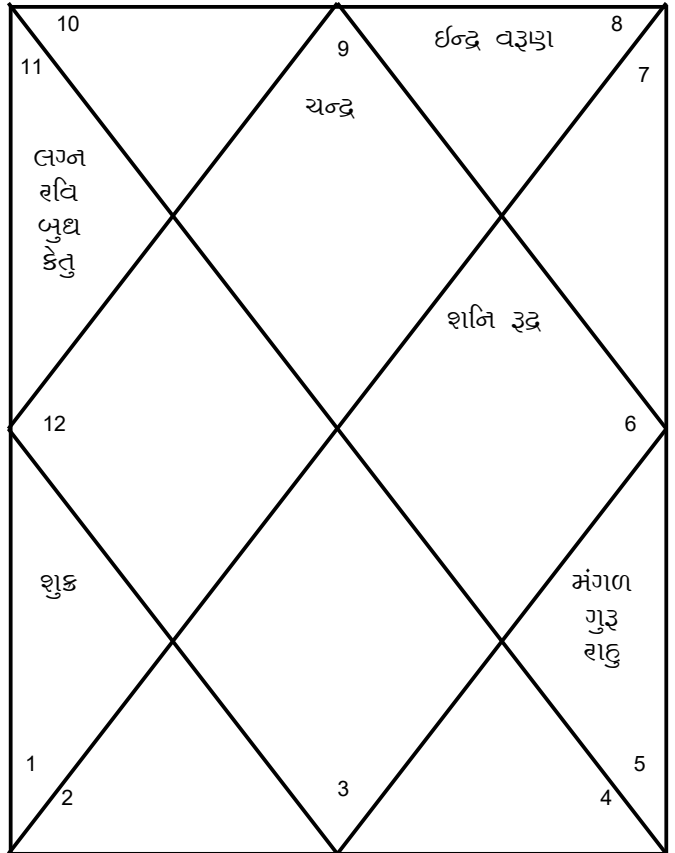 10
9
ઈન્દ્ર વરૂણ
8
11
7
ચન્દ્ર
લગ્ન
રવિ
બુધ
કેતુ
શનિ રૂદ્ર
12
6
શુક્ર
મંગળ
ગુરૂ
રાહુ
1
5
2
3
4